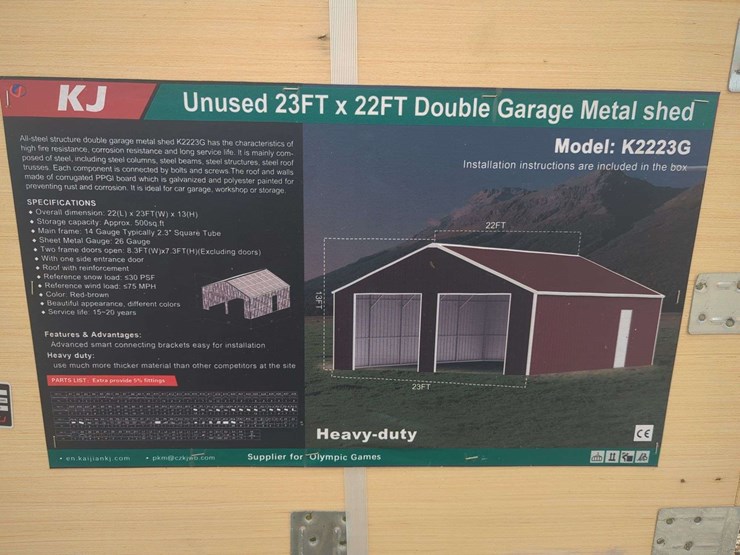 KJ
Unused 23FT x 22FT Double Garage Metal shed
All-steel structure double garage metal shed K2223G has the characteristics of
high fire resistance, corrosion resistance and long service life. It is mainly com-
posed of steel, including steel columns, steel beams, steel structures, steel roof
trusses. Each component is connected by bolts and screws.The roof and walls
made of corrugated PPGI board which is galvanized and polyester painted for
preventing rust and corrosion. It is ideal for car garage, workshop or storage.
SPECIFICATIONS
• Overall dimension: 22(L) x 23FT(W) x 13(H)
• Storage capacity: Approx. 500sq.ft
• Main frame: 14 Gauge Typically 2.3" Square Tube
• Sheet Metal Gauge: 26 Gauge
• Two frame doors open: 8.3FT(W)x7.3FT(H)(Excluding doors)
• With one side entrance door
• Roof with reinforcement
• Reference snow load: ≤30 PSF
• Reference wind load: ≤75 MPH
• Color: Red-brown
• Beautiful appearance, different colors
• Service life: 15~20 years
Features & Advantages:
Advanced smart connecting brackets easy for installation
Heavy duty:
use much more thicker material than other competitors at the site
PARTS LIST. Extra provide 5% fittings
Model: K2223G
Installation instructions are included in the box
22FT
13FT
23FT
Heavy-duty
CE
• en.kaijiankj.com • pkm@czkjwb.com Supplier for Olympic Games